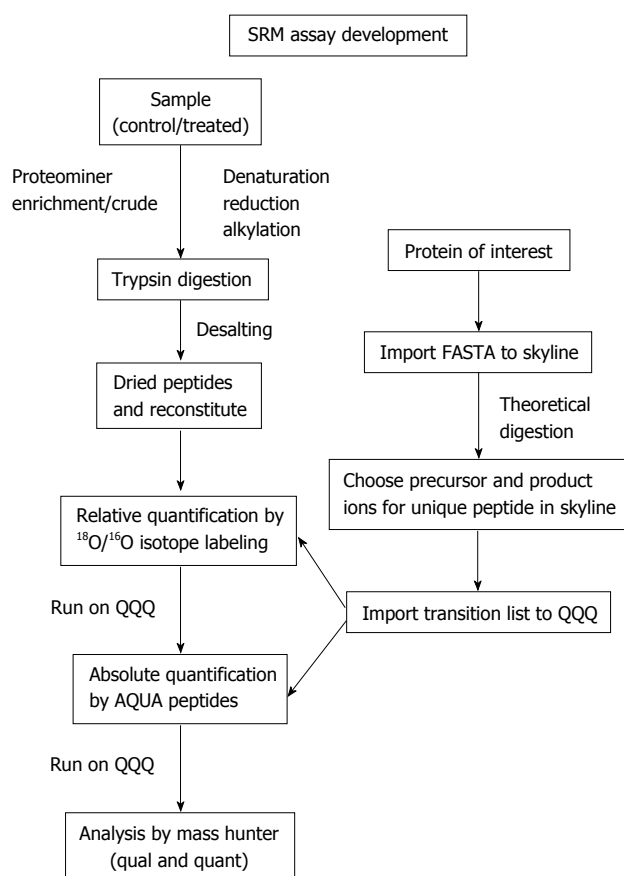 SRM assay development
Sample
(control/treated)
Proteominer
enrichment/crude
Denaturation
reduction
alkylation
Trypsin digestion
Desalting
Dried peptides
and reconstitute
Relative quantification by
¹⁸O/¹⁶O isotope labeling
Run on QQQ
Absolute quantification
by AQUA peptides
Run on QQQ
Analysis by mass hunter
(qual and quant)
Protein of interest
Import FASTA to skyline
Theoretical
digestion
Choose precursor and product
ions for unique peptide in skyline
Import transition list to QQQ